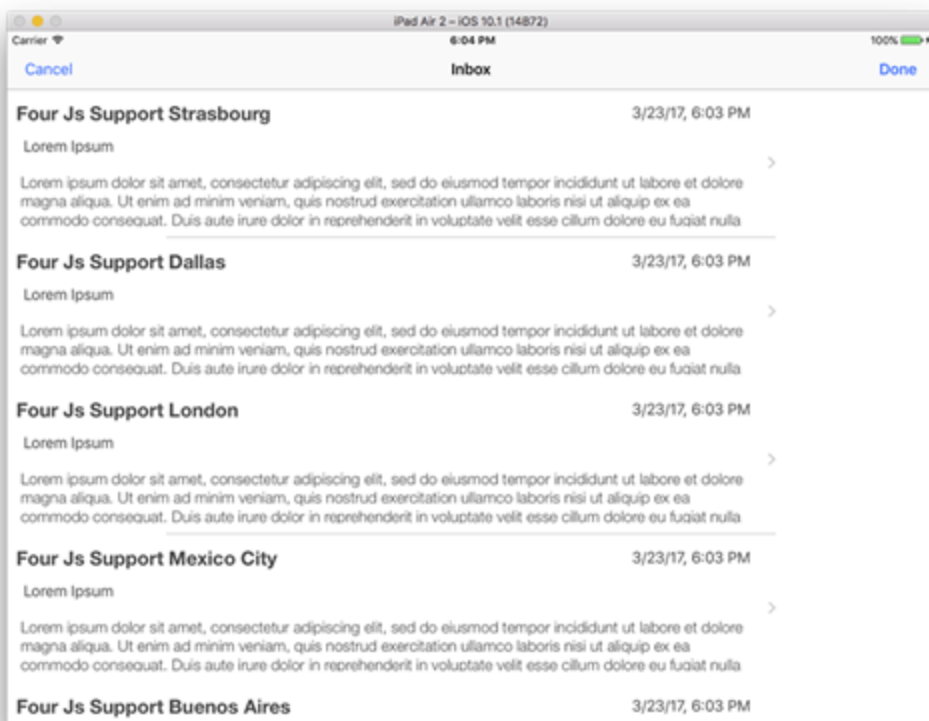 iPad Air 2 – iOS 10.1 (14B72)
Carrier 6:04 PM 100%
Cancel Inbox Done
Four Js Support Strasbourg 3/23/17, 6:03 PM
Lorem Ipsum
Lorem ipsum dolor sit amet, consectetur adipiscing elit, sed do eiusmod tempor incididunt ut labore et dolore
magna aliqua. Ut enim ad minim veniam, quis nostrud exercitation ullamco laboris nisi ut aliquip ex ea
commodo consequat. Duis aute irure dolor in reprehenderit in voluptate velit esse cillum dolore eu fugiat nulla
Four Js Support Dallas 3/23/17, 6:03 PM
Lorem Ipsum
Lorem ipsum dolor sit amet, consectetur adipiscing elit, sed do eiusmod tempor incididunt ut labore et dolore
magna aliqua. Ut enim ad minim veniam, quis nostrud exercitation ullamco laboris nisi ut aliquip ex ea
commodo consequat. Duis aute irure dolor in reprehenderit in voluptate velit esse cillum dolore eu fugiat nulla
Four Js Support London 3/23/17, 6:03 PM
Lorem Ipsum
Lorem ipsum dolor sit amet, consectetur adipiscing elit, sed do eiusmod tempor incididunt ut labore et dolore
magna aliqua. Ut enim ad minim veniam, quis nostrud exercitation ullamco laboris nisi ut aliquip ex ea
commodo consequat. Duis aute irure dolor in reprehenderit in voluptate velit esse cillum dolore eu fugiat nulla
Four Js Support Mexico City 3/23/17, 6:03 PM
Lorem Ipsum
Lorem ipsum dolor sit amet, consectetur adipiscing elit, sed do eiusmod tempor incididunt ut labore et dolore
magna aliqua. Ut enim ad minim veniam, quis nostrud exercitation ullamco laboris nisi ut aliquip ex ea
commodo consequat. Duis aute irure dolor in reprehenderit in voluptate velit esse cillum dolore eu fugiat nulla
Four Js Support Buenos Aires 3/23/17, 6:03 PM